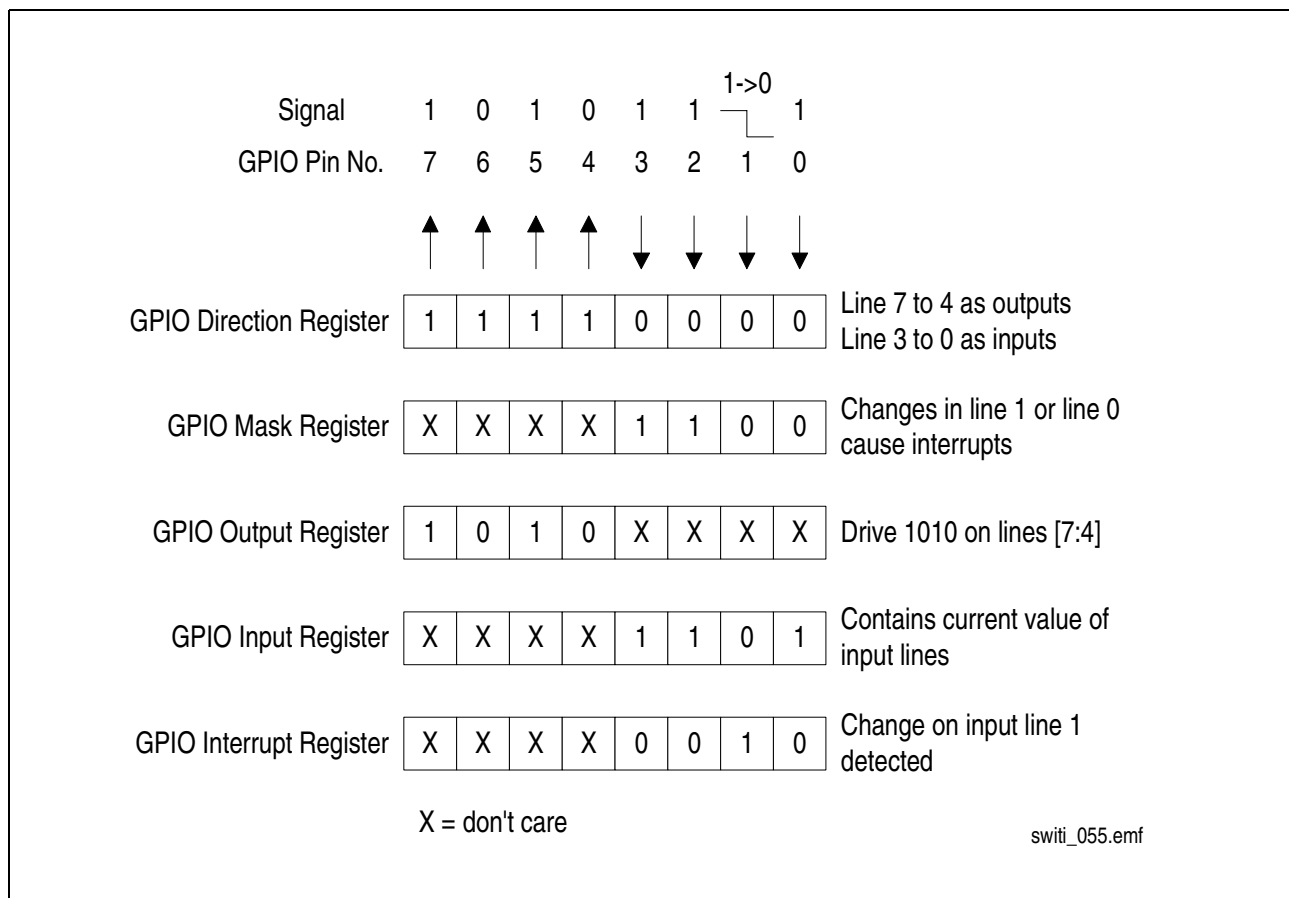 1->0
Signal 1 0 1 0 1 1 1
GPIO Pin No. 7 6 5 4 3 2 1 0
GPIO Direction Register 1 1 1 1 0 0 0 0
Line 7 to 4 as outputs
Line 3 to 0 as inputs
GPIO Mask Register X X X X 1 1 0 0
Changes in line 1 or line 0
cause interrupts
GPIO Output Register 1 0 1 0 X X X X
Drive 1010 on lines [7:4]
GPIO Input Register X X X X 1 1 0 1
Contains current value of
input lines
GPIO Interrupt Register X X X X 0 0 1 0
Change on input line 1
detected
X = don't care
switi_055.emf